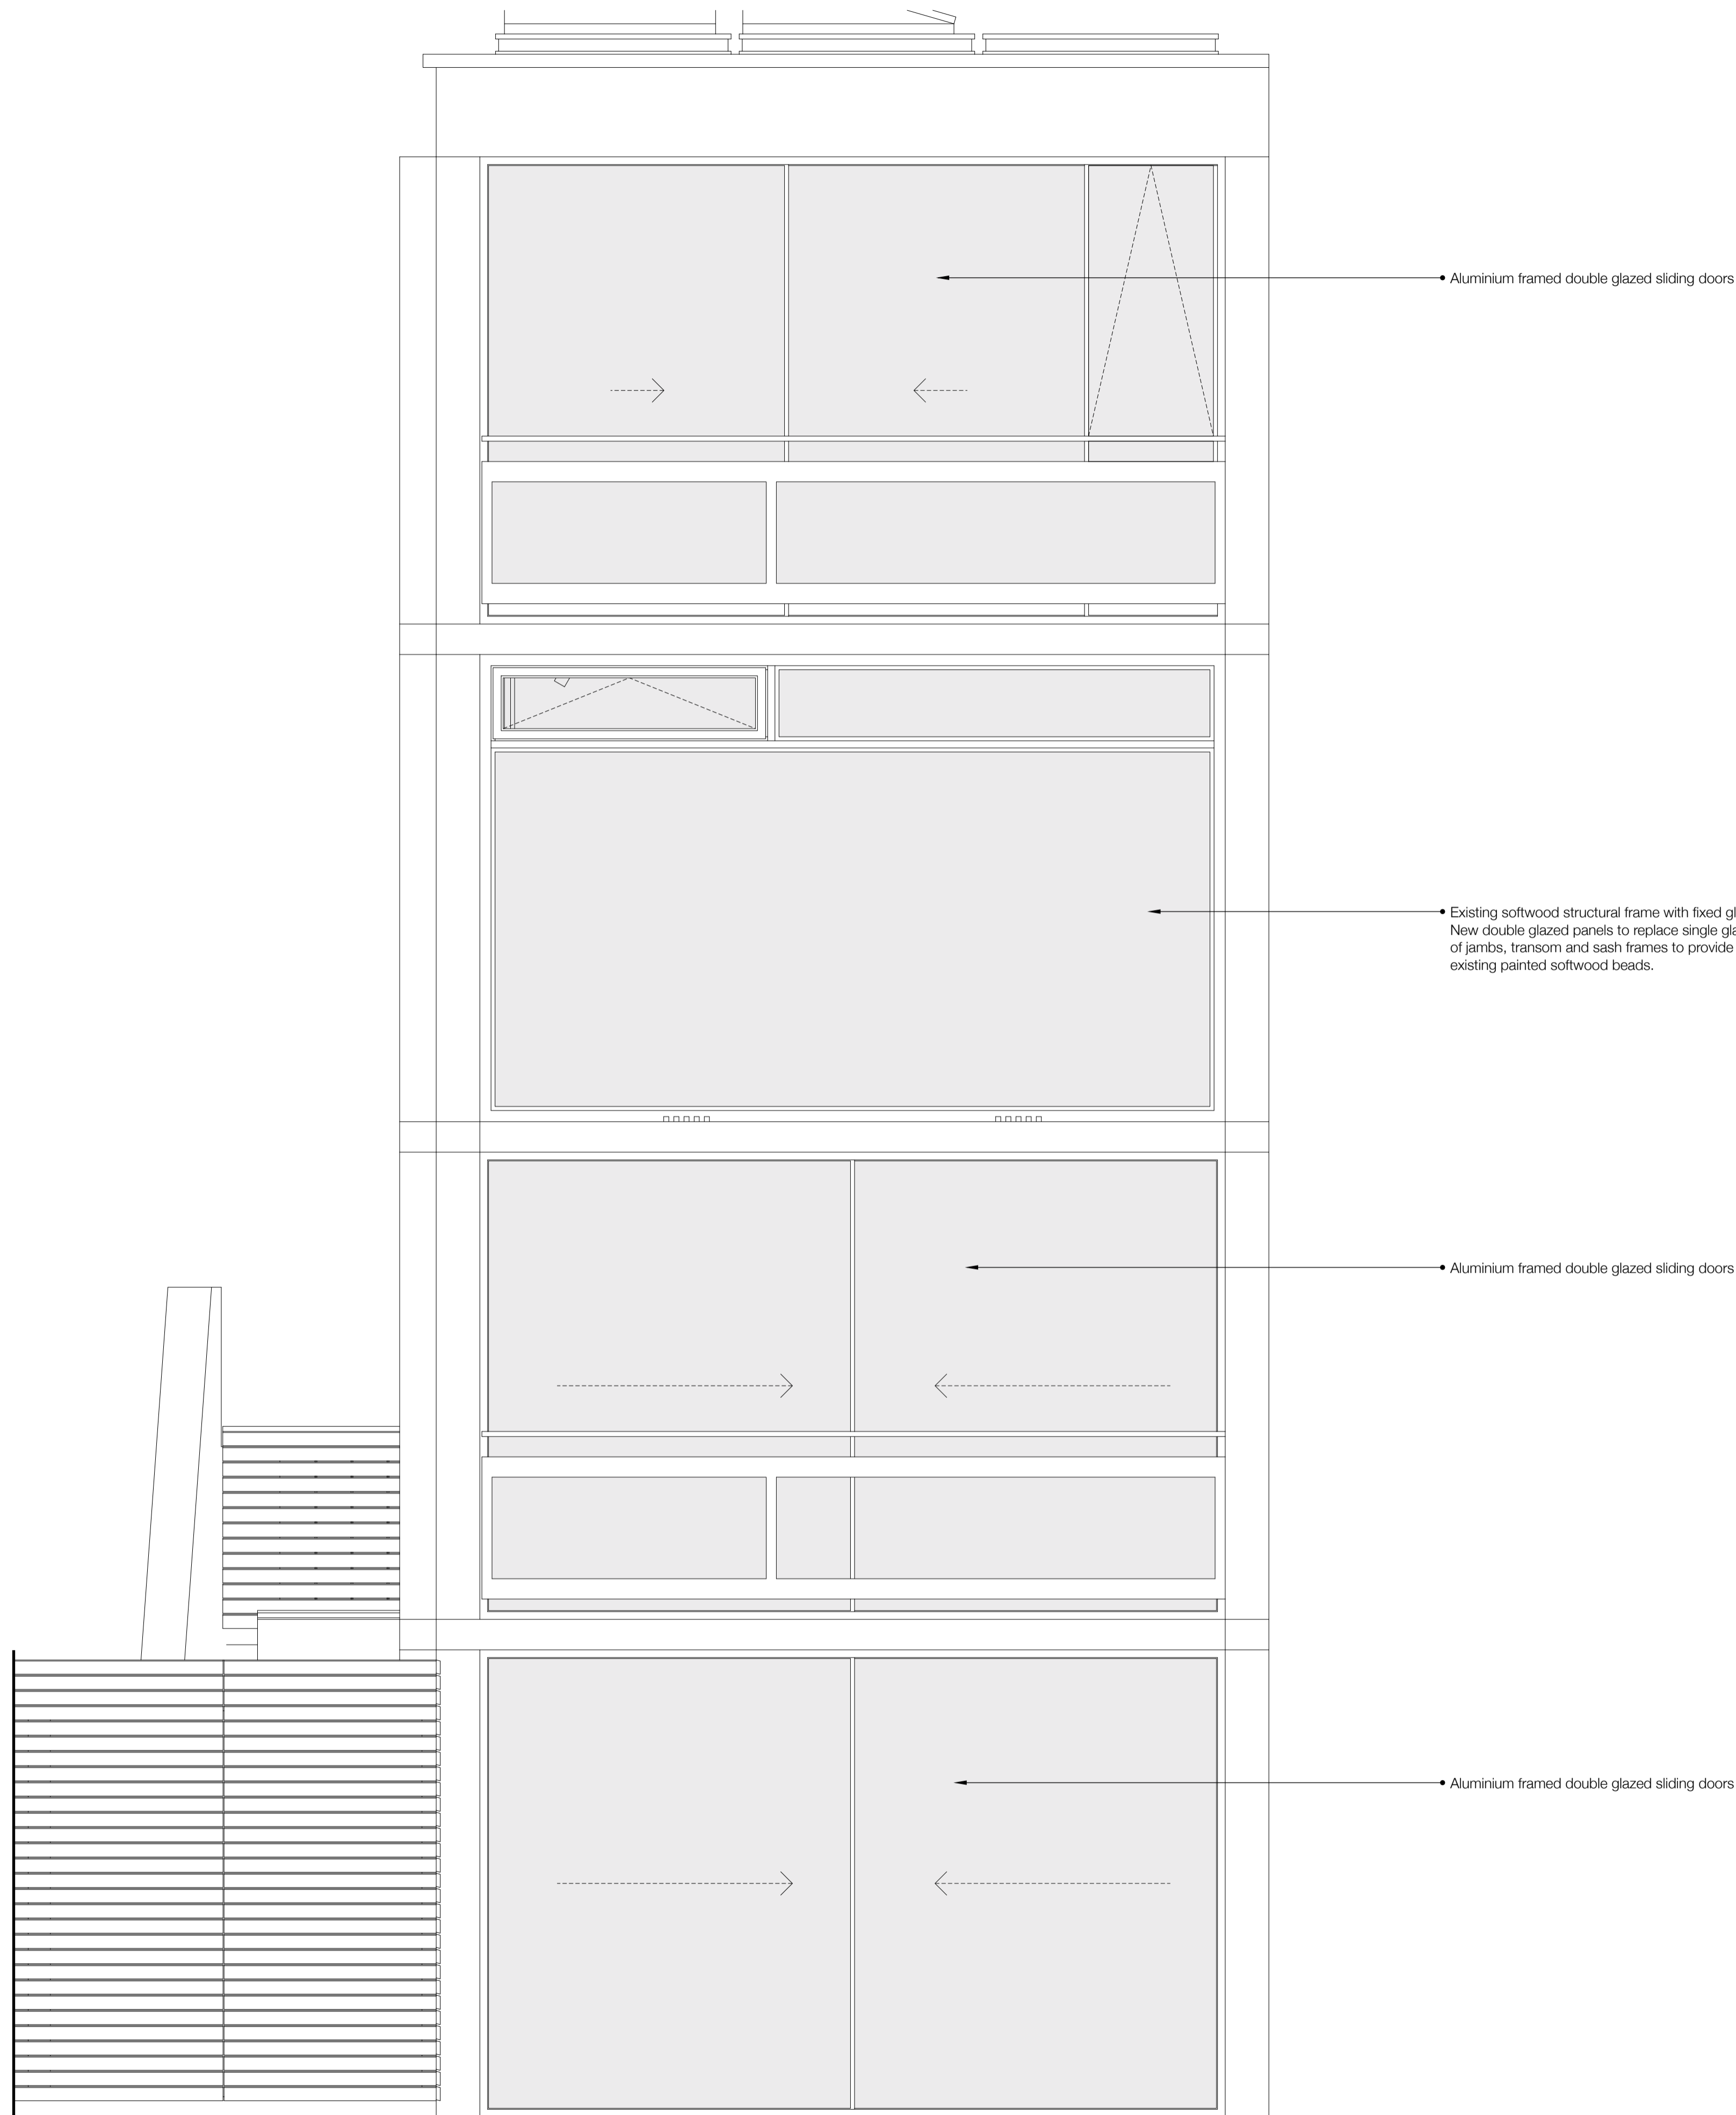 Aluminium framed double glazed sliding doors
Existing softwood structural frame with fixed
New double glazed panels to replace single
of jambs, transom and sash frames to provide
existing painted softwood beads.
Aluminium framed double glazed sliding doors
Aluminium framed double glazed sliding doors